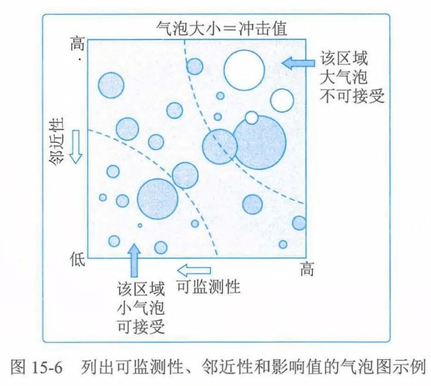 气泡大小＝冲击值
高
该区域
大气泡
不可接受
邻近性
低
高
可监测性
该区域
小气泡
可接受
图 15-6 列出可监测性、邻近性和影响值的气泡图示例